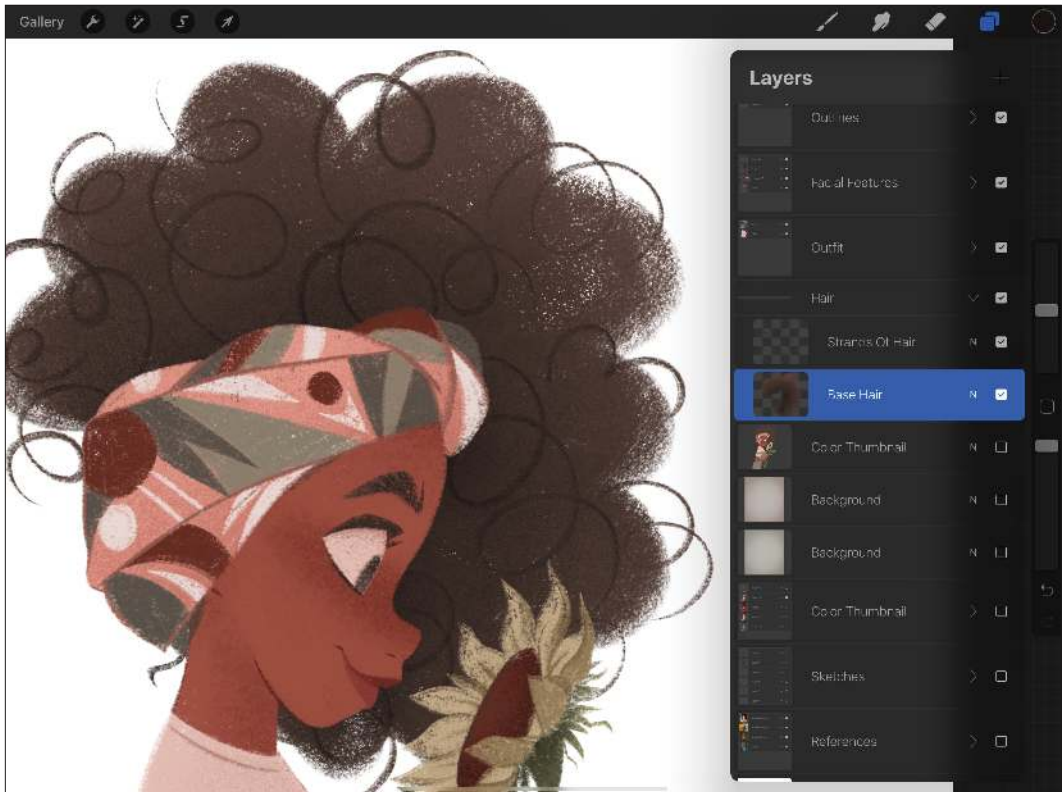 Gallery
Layers
Outlines
Facial Features
Outfit
Hair
Strands Of Hair N
Base Hair N
Color Thumbnail N
Background N
Background N
Color Thumbnail
Sketches
References